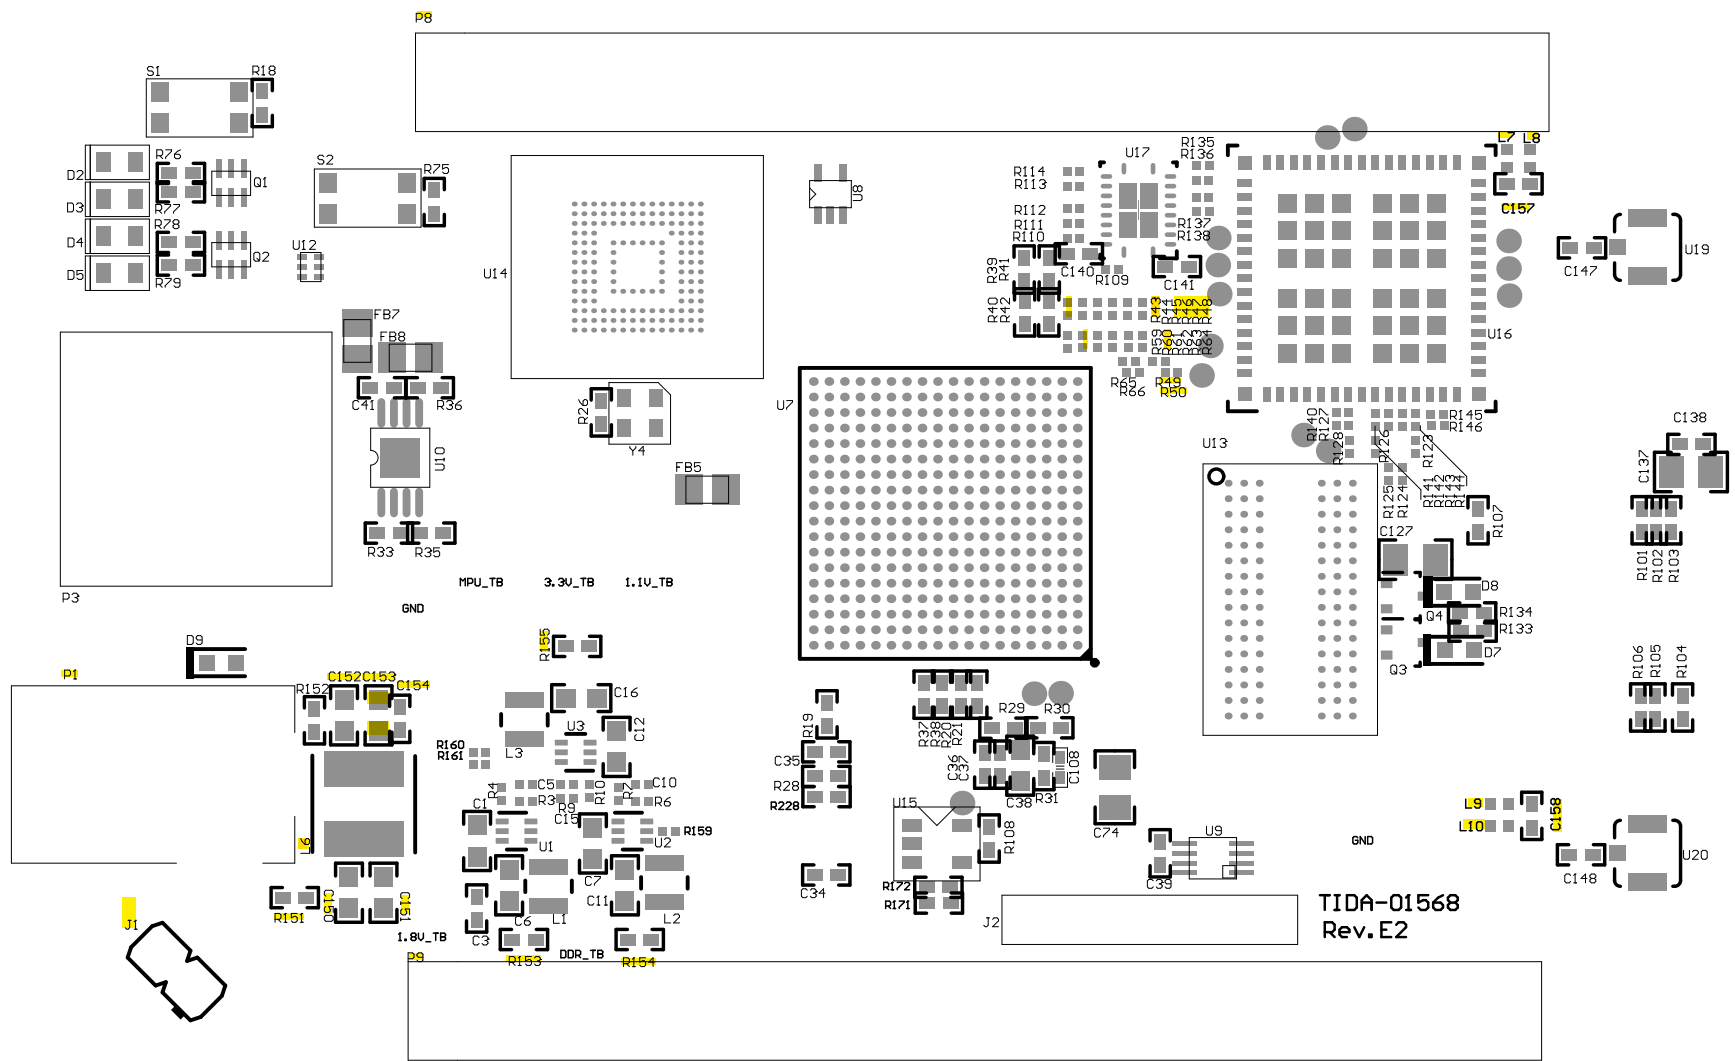 P8
S1
R18
R76
D2
Q1
D3
R77
R78
D4
Q2
D5
R79
S2
R75
U12
U14
U8
R114
R113
R112
R111
R110
U17
R135
R136
R137
R138
L7 L8
C157
U19
C147
R39
R41
C140
R109
C141
R40
R42
R43
R44
R45
R46
R47
R48
R59
R60
R61
R62
R63
R64
R65
R66
R49
R50
U16
FB7
FB8
C41
R36
U10
R33
R35
P3
R26
Y4
FB5
U7
R140
R127
R128
R126
R123
R145
R146
U13
R125
R124
R141
R142
R143
R144
C138
C137
R107
C127
R101
R102
R103
D8
Q4
R134
R133
D7
Q3
MPU_TB
3.3V_TB
1.1V_TB
GND
D9
R155
P1
R152
C152
C153
C154
C16
U3
C12
R160
R161
L3
R19
C35
R28
R228
R37
R38
R20
R21
R29
R30
C36
C37
C38
R31
C108
C74
R106
R105
R104
R4
C5
R3
R9
R10
R7
C10
R6
C1
C15
U1
U2
R159
L6
C7
C6
L1
C11
L2
C3
R151
C150
C151
J1
1.8V_TB
R153
DDR_TB
R154
P9
C34
U15
R108
R172
R171
C39
U9
GND
L9
L10
C158
U20
C148
J2
TIDA-01568
Rev.E2